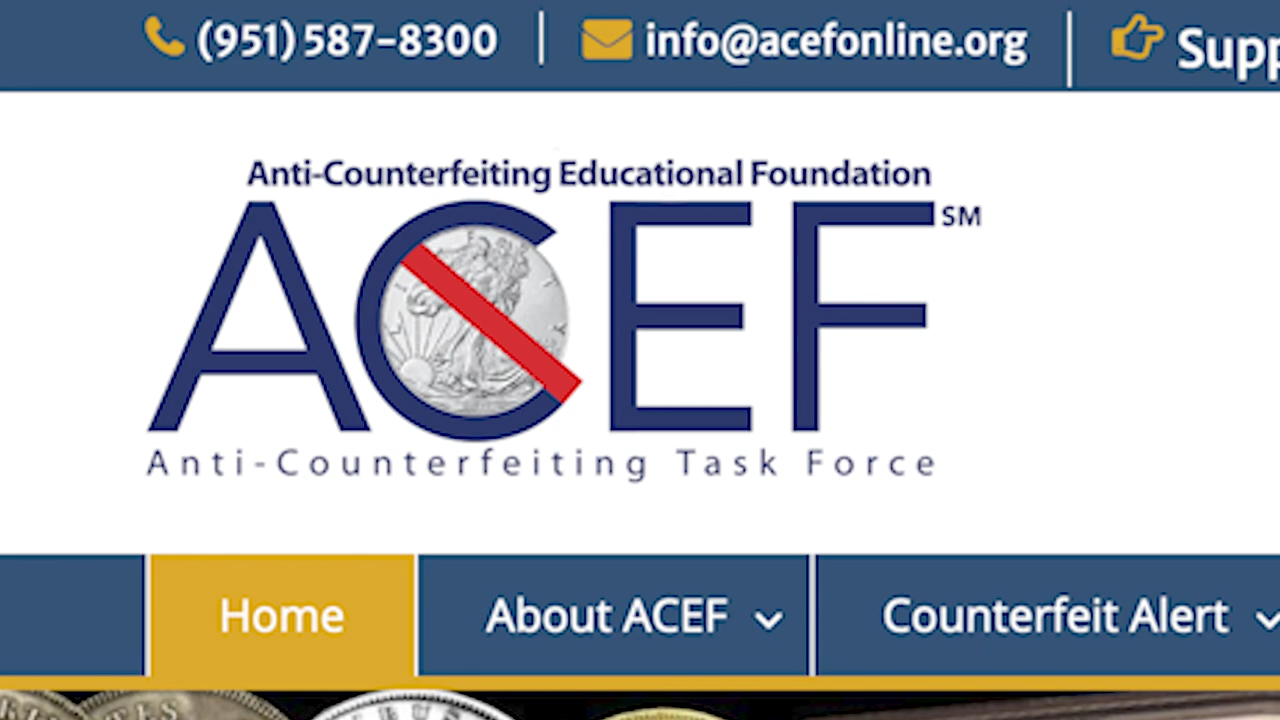 (951) 587-8300 info@acefonline.org Supp
Anti-Counterfeiting Educational Foundation
ACEF SM
Anti-Counterfeiting Task Force
Home About ACEF Counterfeit Alert